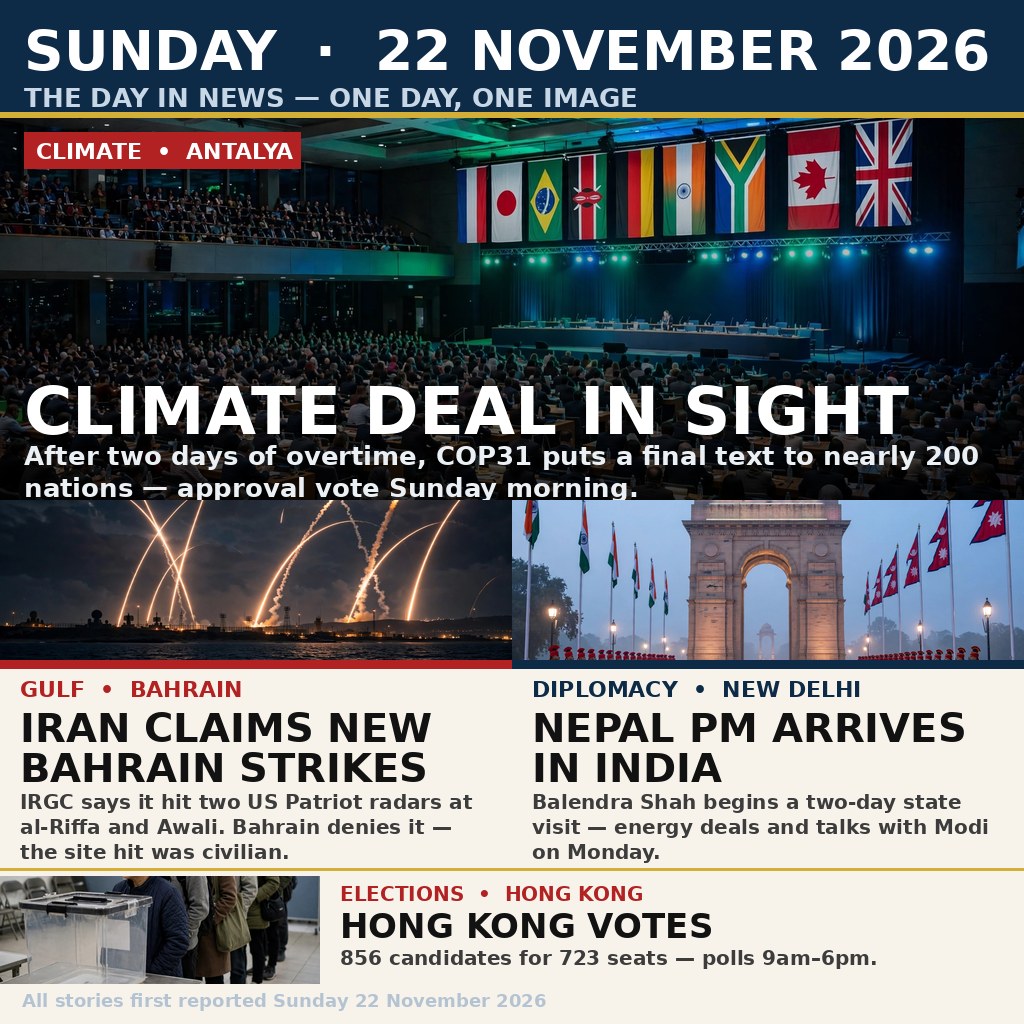 SUNDAY · 22 NOVEMBER 2026
THE DAY IN NEWS — ONE DAY, ONE IMAGE
CLIMATE • ANTALYA
CLIMATE DEAL IN SIGHT
After two days of overtime, COP31 puts a final text to nearly 200
nations — approval vote Sunday morning.
GULF • BAHRAIN
IRAN CLAIMS NEW
BAHRAIN STRIKES
IRGC says it hit two US Patriot radars at
al-Riffa and Awali. Bahrain denies it —
the site hit was civilian.
DIPLOMACY • NEW DELHI
NEPAL PM ARRIVES
IN INDIA
Balendra Shah begins a two-day state
visit — energy deals and talks with Modi
on Monday.
ELECTIONS • HONG KONG
HONG KONG VOTES
856 candidates for 723 seats — polls 9am–6pm.
All stories first reported Sunday 22 November 2026